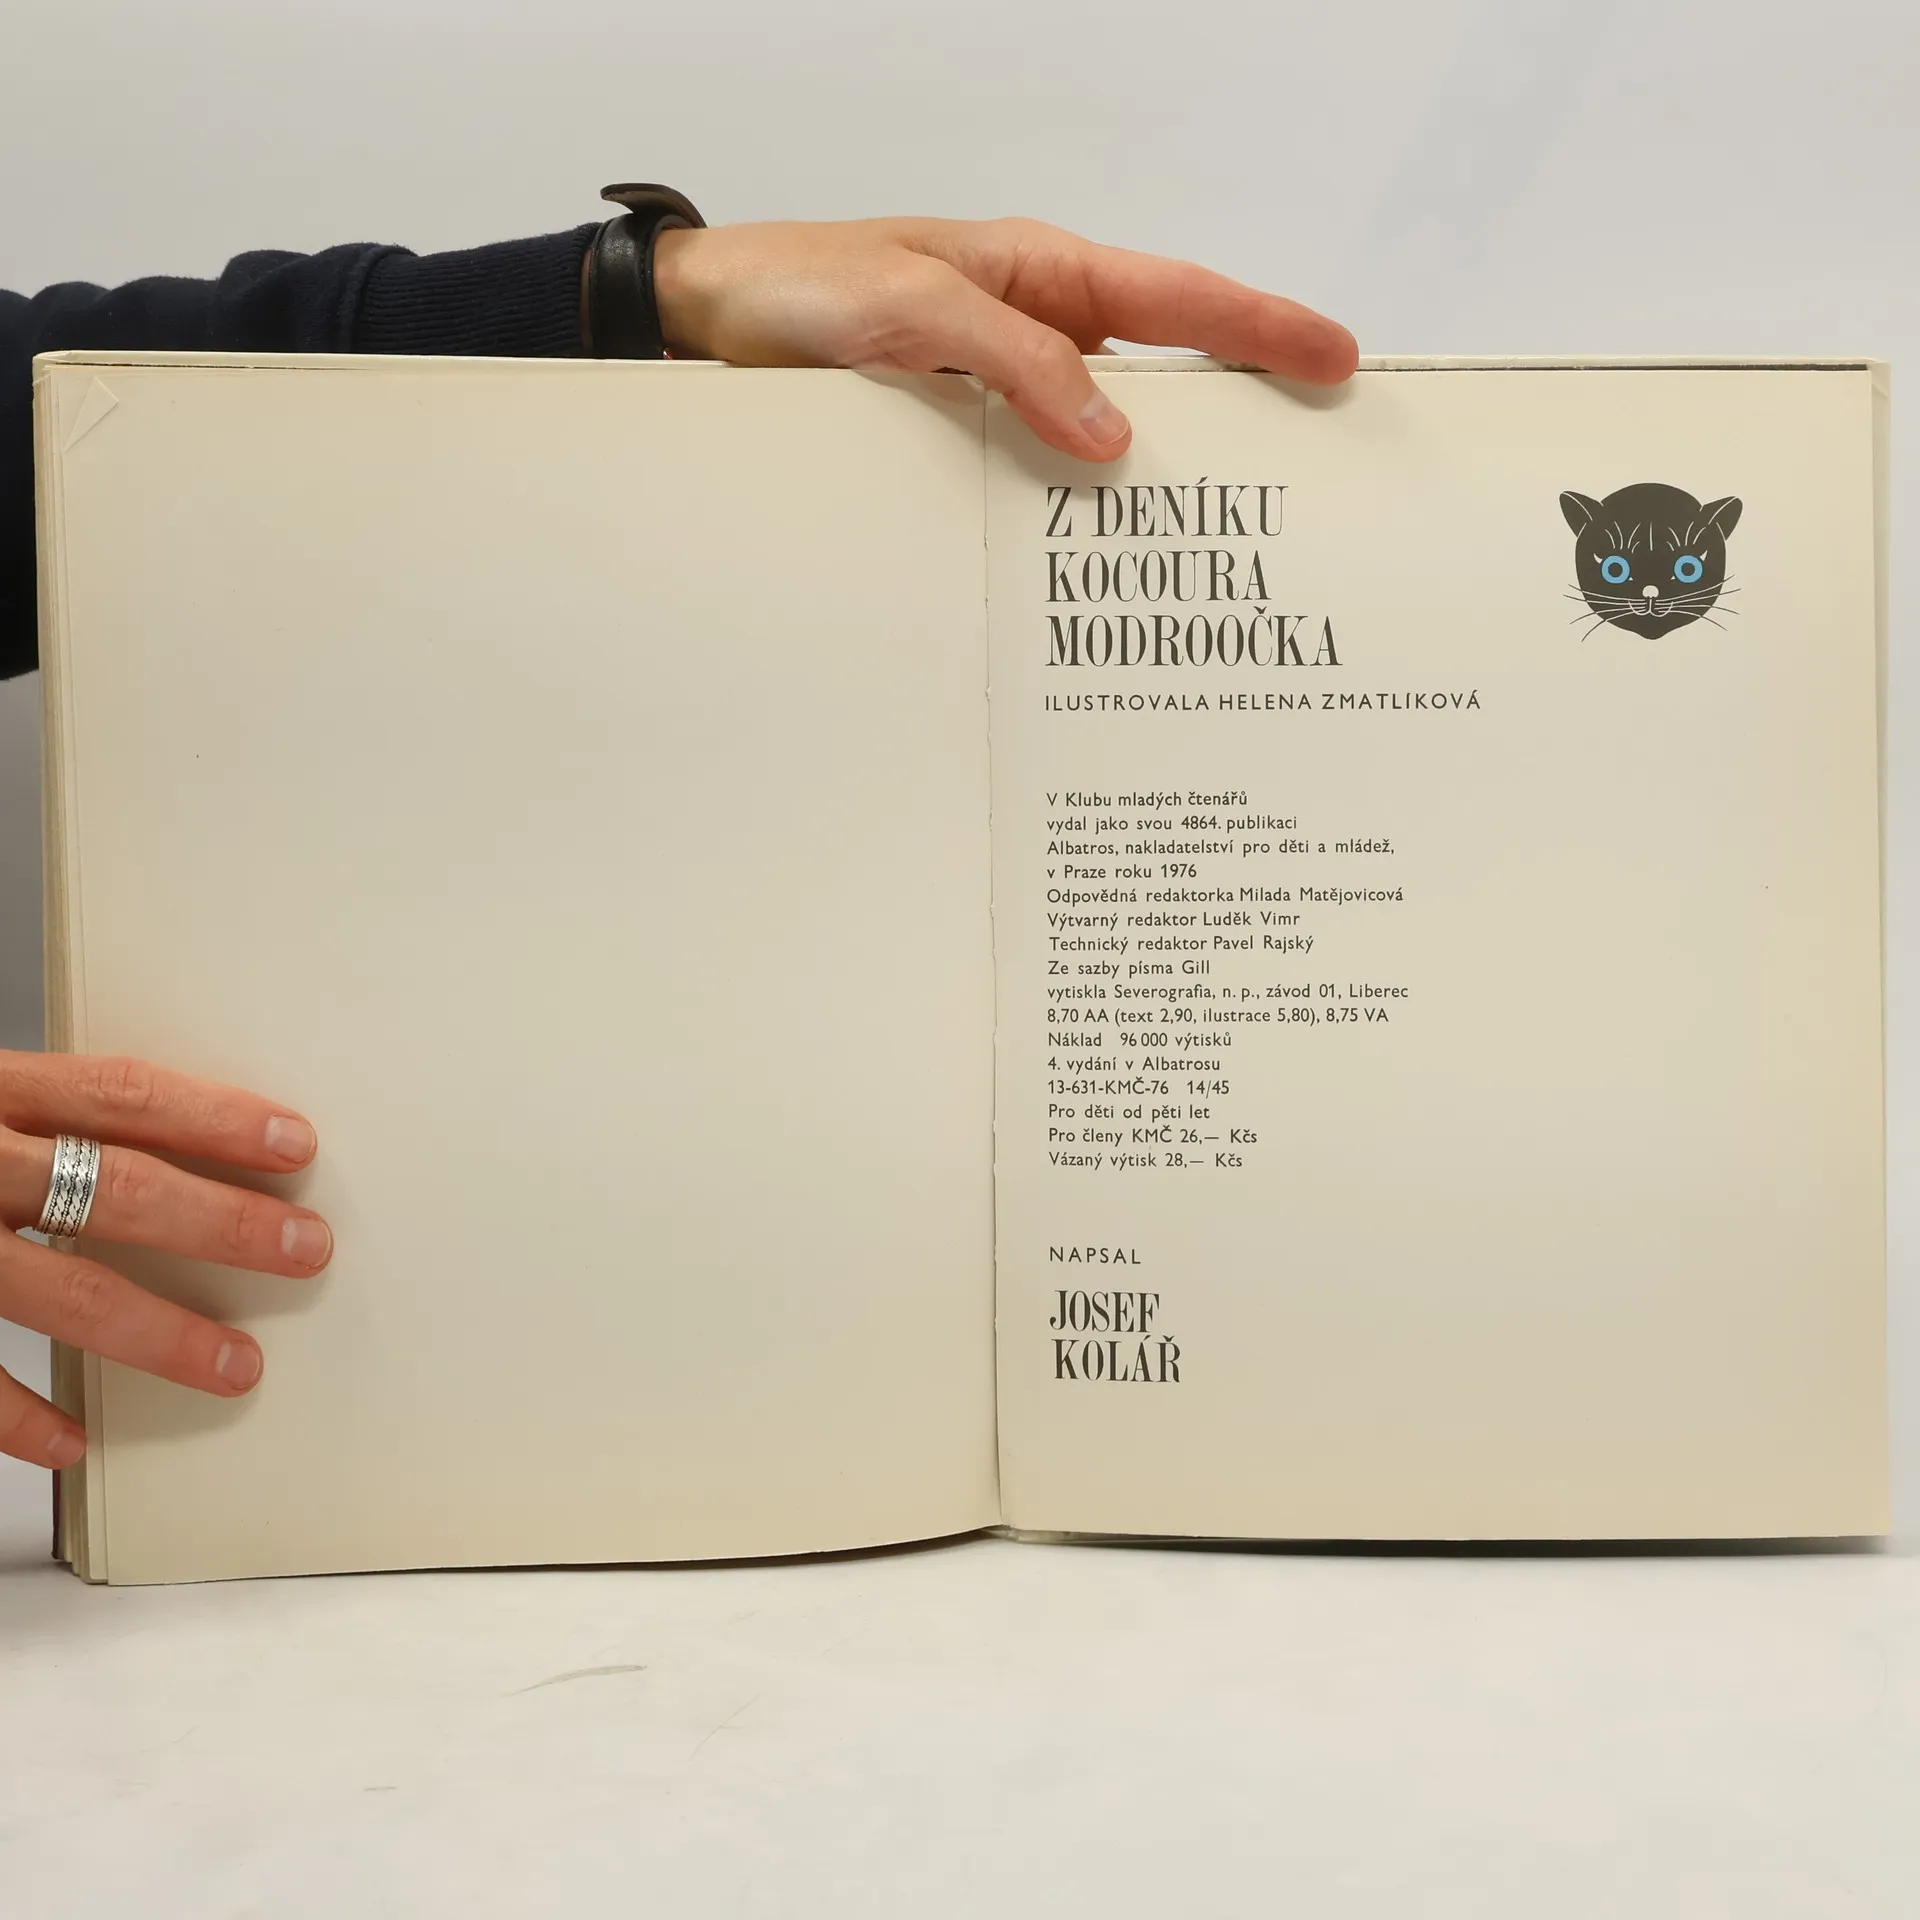 Z DENÍKU
KOCOURA
MODROOČKA
ILUSTROVALA HELENA ZMATLÍKOVÁ
V Klubu mladých čtenářů
vydal jako svou 4864. publikaci
Albatros, nakladatelství pro děti a mládež,
v Praze roku 1976
Odpovědná redaktorka Milada Matějovicová
Výtvarný redaktor Luděk Vimr
Technický redaktor Pavel Rajský
Ze sazby písma Gill
vytiskla Severografia, n. p., závod 01, Liberec
8,70 AA (text 2,90, ilustrace 5,80), 8,75 VA
Náklad 96 000 výtisků
4. vydání v Albatrosu
13-631-KMČ-76 14/45
Pro děti od pěti let
Pro členy KMČ 26,— Kčs
Vázaný výtisk 28,— Kčs
NAPSAL
JOSEF
KOLÁŘ